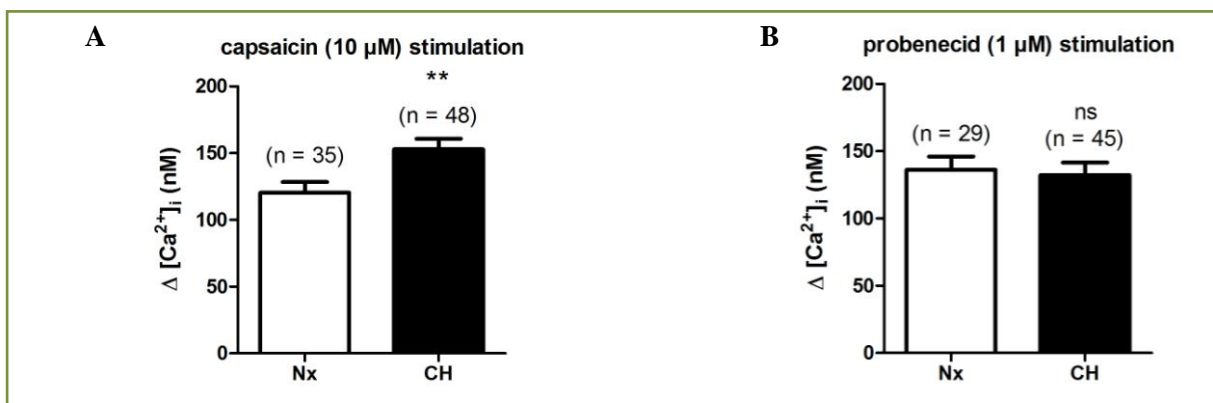 A
capsaicin (10 µM) stimulation
**
200
(n = 48)
(n = 35)
150
100
50
0
Δ [Ca²⁺]ᵢ (nM)
Nx CH
B
probenecid (1 µM) stimulation
200
ns
(n = 29) (n = 45)
150
100
50
0
Δ [Ca²⁺]ᵢ (nM)
Nx CH